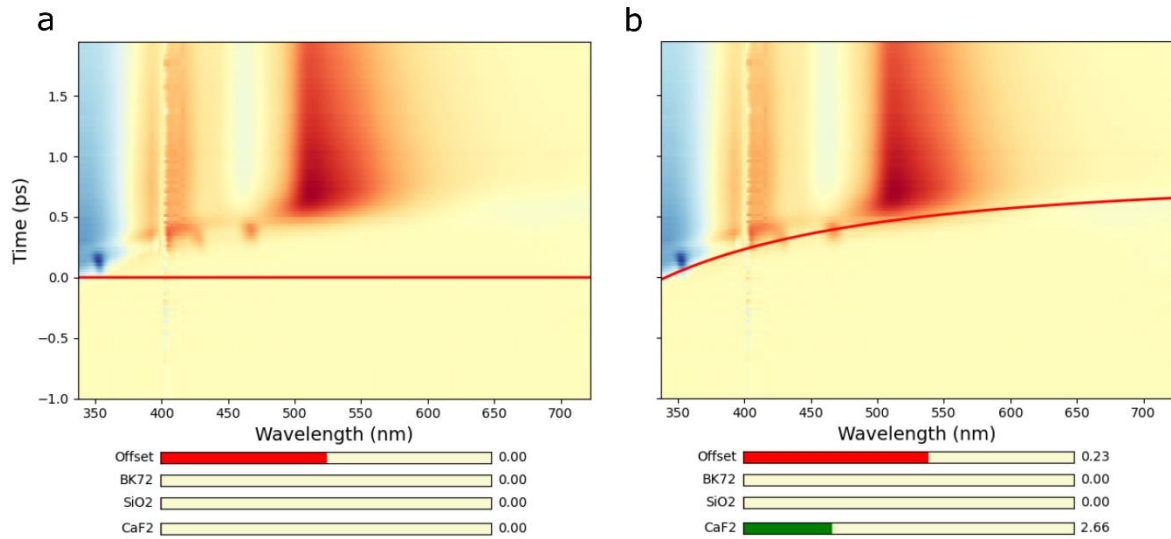 a
b
Time (ps)
1.5
1.0
0.5
0.0
−0.5
−1.0
350 400 450 500 550 600 650 700
350 400 450 500 550 600 650 700
Wavelength (nm)
Wavelength (nm)
Offset 0.00
BK72 0.00
SiO2 0.00
CaF2 0.00
Offset 0.23
BK72 0.00
SiO2 0.00
CaF2 2.66